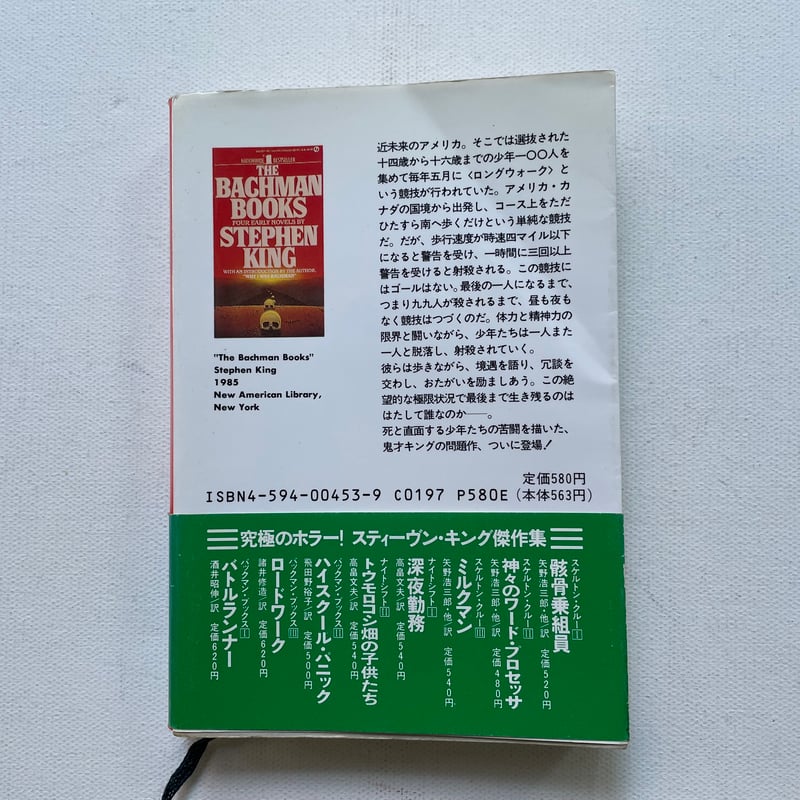 NATIONWIDE #1 BESTSELLER
THE
BACHMAN
BOOKS
FOUR EARLY NOVELS BY
STEPHEN
KING
WITH AN INTRODUCTION BY THE AUTHOR,
"WHY I WAS BACHMAN"
"The Bachman Books"
Stephen King
1985
New American Library,
New York
近未来のアメリカ。そこでは選抜された
十四歳から十六歳までの少年一〇〇人を
集めて毎年五月に〈ロングウォーク〉と
いう競技が行われていた。アメリカ・カ
ナダの国境から出発し、コース上をただ
ひたすら南へ歩くだけという単純な競技
だ。だが、歩行速度が時速四マイル以下
になると警告を受け、一時間に三回以上
警告を受けると射殺される。この競技に
はゴールはない。最後の一人になるまで、
つまり九九人が殺されるまで、昼も夜も
なく競技はつづくのだ。体力と精神力の
限界と闘いながら、少年たちは一人また
一人と脱落し、射殺されていく。
彼らは歩きながら、境遇を語り、冗談を
交わし、おたがいを励ましあう。この絶
望的な極限状況で最後まで生き残るのは
はたして誰なのか──。
死と直面する少年たちの苦闘を描いた、
鬼才キングの問題作、ついに登場!
定価580円
ISBN4-594-00453-9 C0197 P580E (本体563円)
究極のホラー! スティーヴン・キング傑作集
スケルトン・クルーⅠ
骸骨乗組員
矢野浩三郎・他/訳 定価520円
スケルトン・クルーⅡ
神々のワード・プロセッサ
矢野浩三郎・他/訳 定価480円
スケルトン・クルーⅢ
ミルクマン
矢野浩三郎・他/訳 定価540円
ナイトシフトⅠ
深夜勤務
高畠文夫/訳 定価540円
ナイトシフトⅡ
トウモロコシ畑の子供たち
高畠文夫/訳 定価540円
バックマン・ブックスⅡ
ハイスクール・パニック
飛田野裕子/訳 定価500円
バックマン・ブックスⅢ
ロードワーク
諸井修造/訳 定価620円
バックマン・ブックスⅠ
バトルランナー
酒井昭伸/訳 定価620円